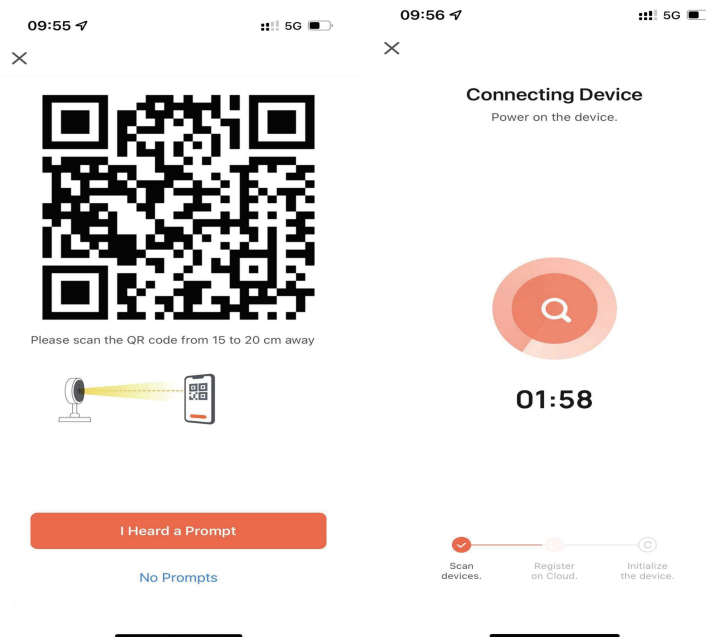 09:55
5G
Please scan the QR code from 15 to 20 cm away
I Heard a Prompt
No Prompts
09:56
5G
Connecting Device
Power on the device.
01:58
Scan
devices.
Register
on Cloud.
Initialize
the device.